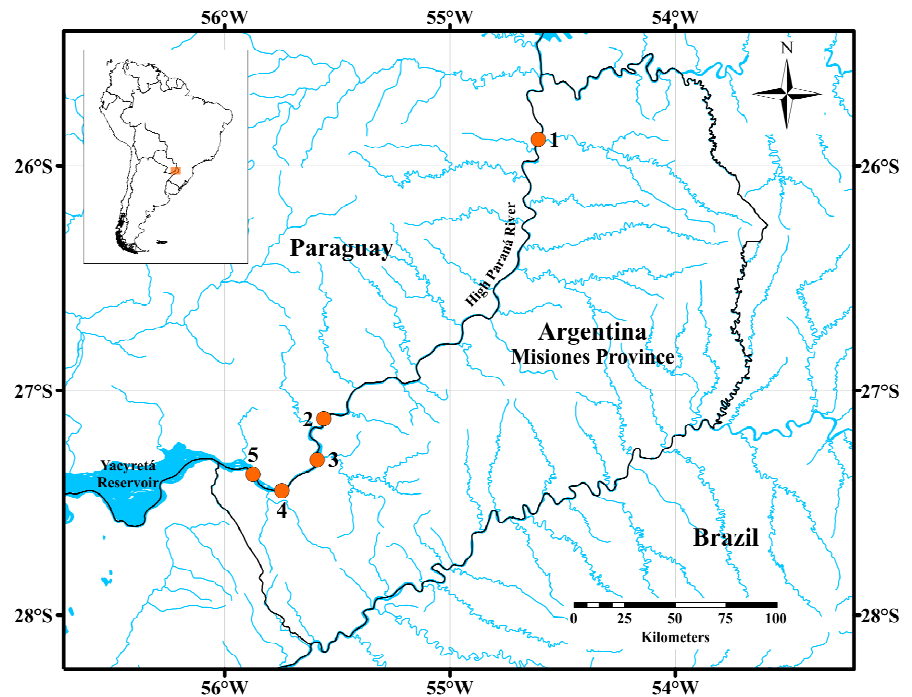 56°W 55°W 54°W
N
1
26°S 26°S
High Paraná River
Paraguay
Argentina
Misiones Province
27°S 27°S
2
3
5
Yacyretá
Reservoir
4
Brazil
0 25 50 75 100
Kilometers
28°S 28°S
56°W 55°W 54°W